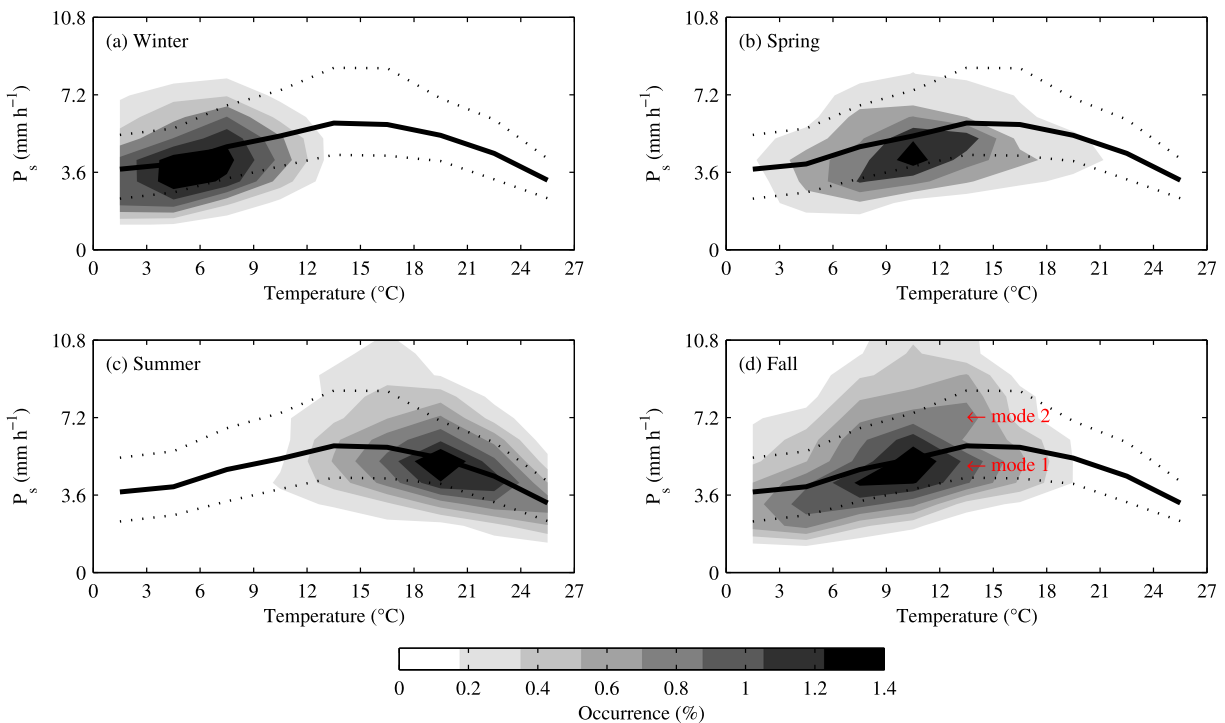 (a) Winter
10.8
7.2
3.6
0
P_s (mm h⁻¹)
0 3 6 9 12 15 18 21 24 27
Temperature (°C)
(b) Spring
10.8
7.2
3.6
0
P_s (mm h⁻¹)
0 3 6 9 12 15 18 21 24 27
Temperature (°C)
(c) Summer
10.8
7.2
3.6
0
P_s (mm h⁻¹)
0 3 6 9 12 15 18 21 24 27
Temperature (°C)
(d) Fall
10.8
7.2
3.6
0
P_s (mm h⁻¹)
← mode 2
← mode 1
0 3 6 9 12 15 18 21 24 27
Temperature (°C)
0 0.2 0.4 0.6 0.8 1 1.2 1.4
Occurrence (%)